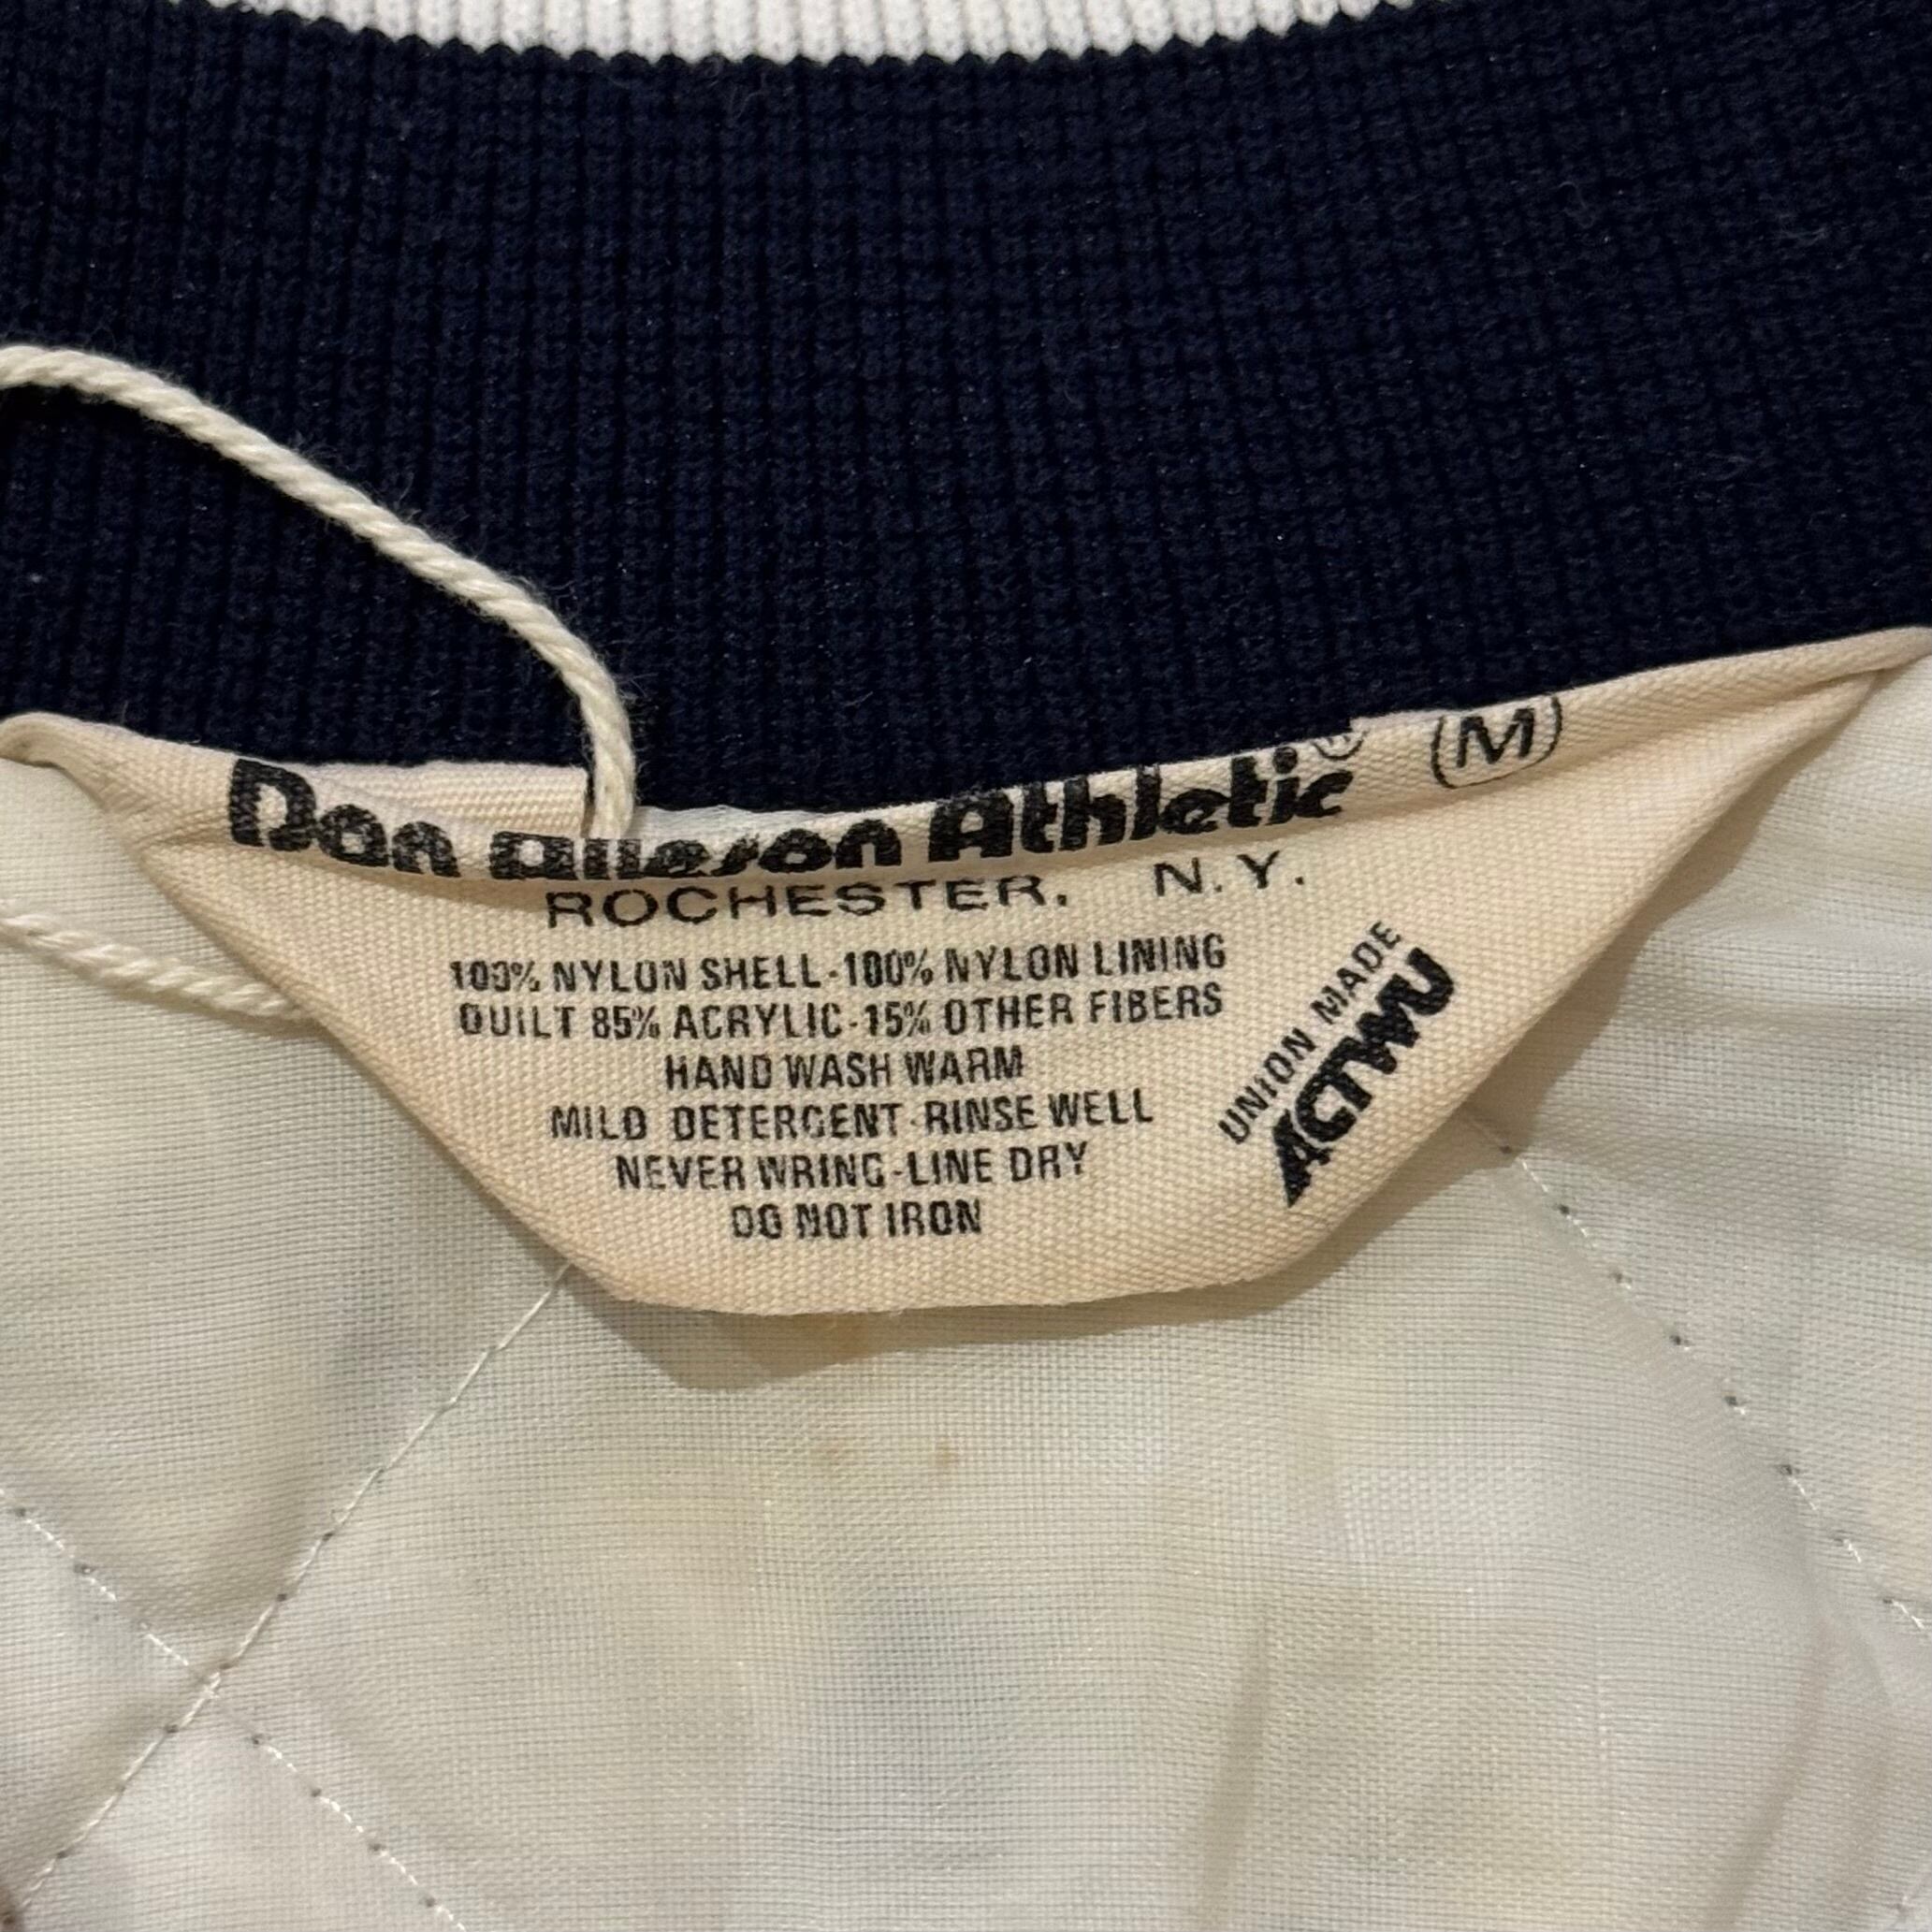 Don Alleson Athletic® (M)
ROCHESTER, N.Y.
100% NYLON SHELL-100% NYLON LINING
QUILT 85% ACRYLIC-15% OTHER FIBERS
HAND WASH WARM
MILD DETERGENT-RINSE WELL
NEVER WRING-LINE DRY
DO NOT IRON
UNION MADE
ACTWU